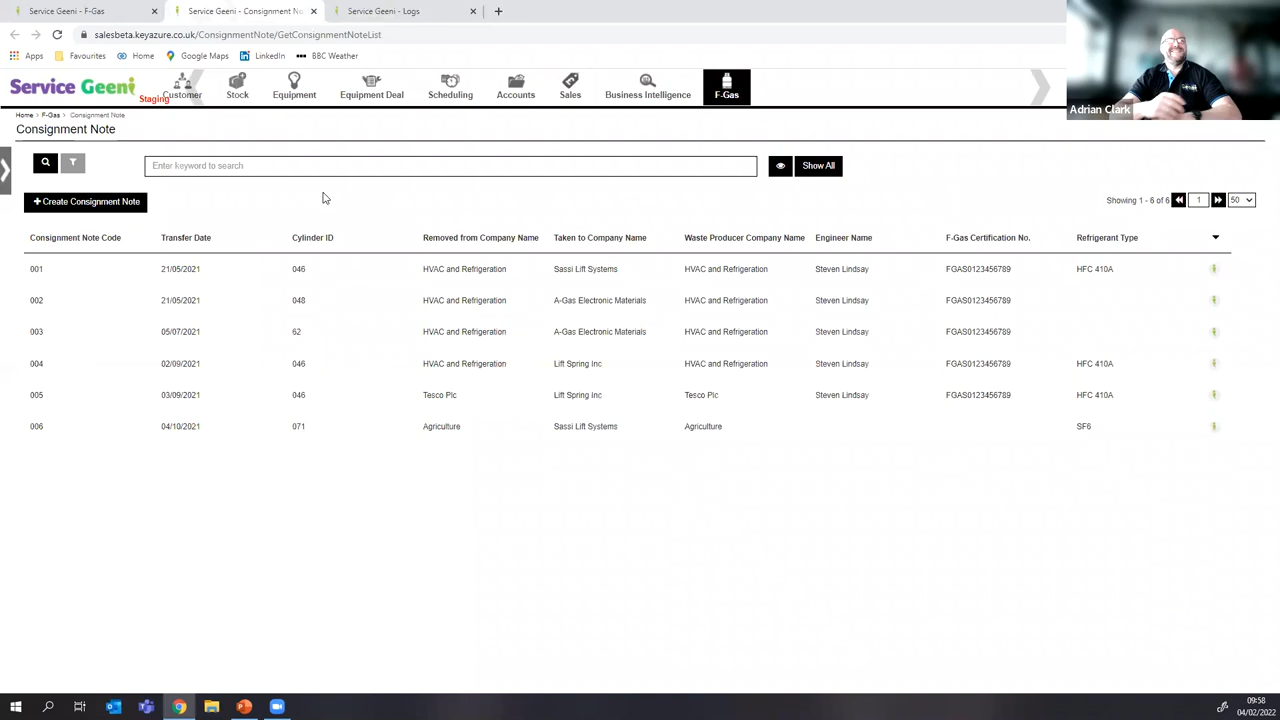 Service Geeni - F-Gas
Service Geeni - Consignment No
Service Geeni - Logs
salesbeta.keyazure.co.uk/ConsignmentNote/GetConsignmentNoteList
Apps Favourites Home Google Maps LinkedIn BBC Weather
Service Geeni
Staging
Customer Stock Equipment Equipment Deal Scheduling Accounts Sales Business Intelligence F-Gas
Adrian Clark
Home > F-Gas > Consignment Note
Consignment Note
Enter keyword to search
Show All
+ Create Consignment Note
Showing 1 - 6 of 6 1 50
Consignment Note Code Transfer Date Cylinder ID Removed from Company Name Taken to Company Name Waste Producer Company Name Engineer Name F-Gas Certification No. Refrigerant Type
001 21/05/2021 046 HVAC and Refrigeration Sassi Lift Systems HVAC and Refrigeration Steven Lindsay FGAS0123456789 HFC 410A
002 21/05/2021 048 HVAC and Refrigeration A-Gas Electronic Materials HVAC and Refrigeration Steven Lindsay FGAS0123456789
003 05/07/2021 62 HVAC and Refrigeration A-Gas Electronic Materials HVAC and Refrigeration Steven Lindsay FGAS0123456789
004 02/09/2021 046 HVAC and Refrigeration Lift Spring Inc HVAC and Refrigeration Steven Lindsay FGAS0123456789 HFC 410A
005 03/09/2021 046 Tesco Plc Lift Spring Inc Tesco Plc Steven Lindsay FGAS0123456789 HFC 410A
006 04/10/2021 071 Agriculture Sassi Lift Systems Agriculture SF6
09:58
04/02/2022